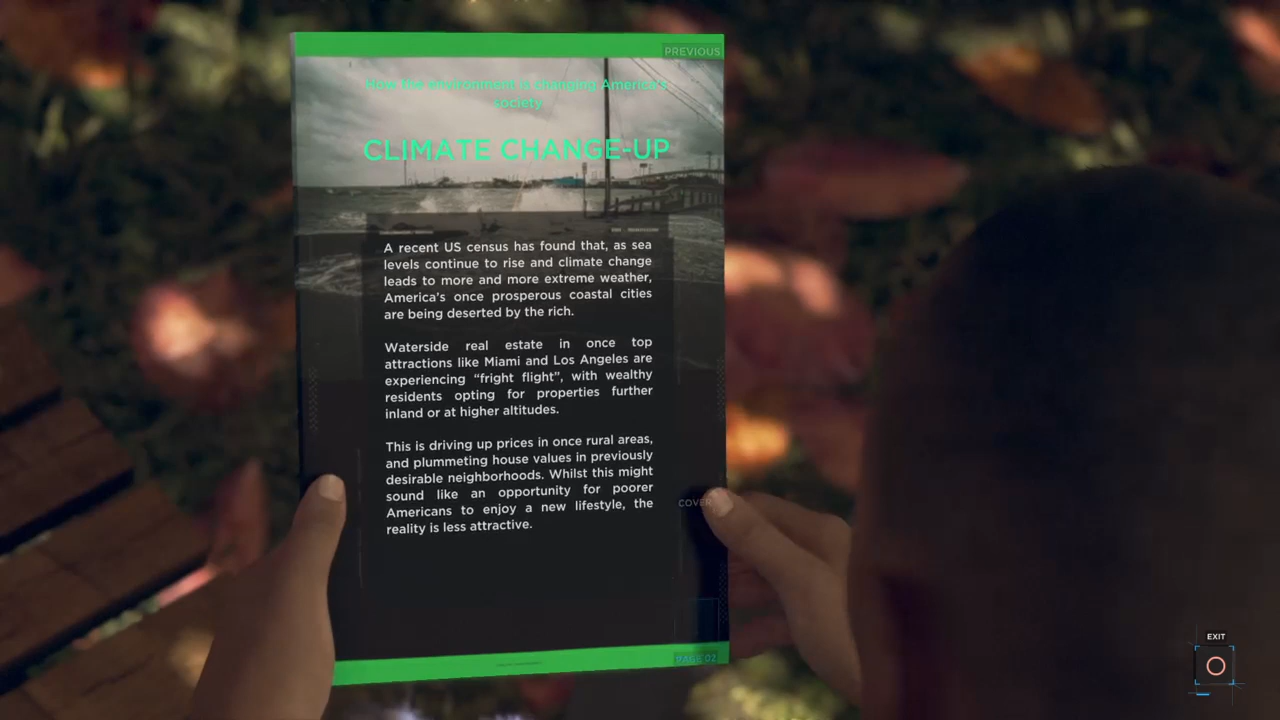 PREVIOUS
How the environment is changing America's
society
CLIMATE CHANGE-UP
A recent US census has found that, as sea
levels continue to rise and climate change
leads to more and more extreme weather,
America's once prosperous coastal cities
are being deserted by the rich.
Waterside real estate in once top
attractions like Miami and Los Angeles are
experiencing "fright flight", with wealthy
residents opting for properties further
inland or at higher altitudes.
This is driving up prices in once rural areas,
and plummeting house values in previously
desirable neighborhoods. Whilst this might
sound like an opportunity for poorer
Americans to enjoy a new lifestyle, the
reality is less attractive.
COVER
PAGE 02
EXIT